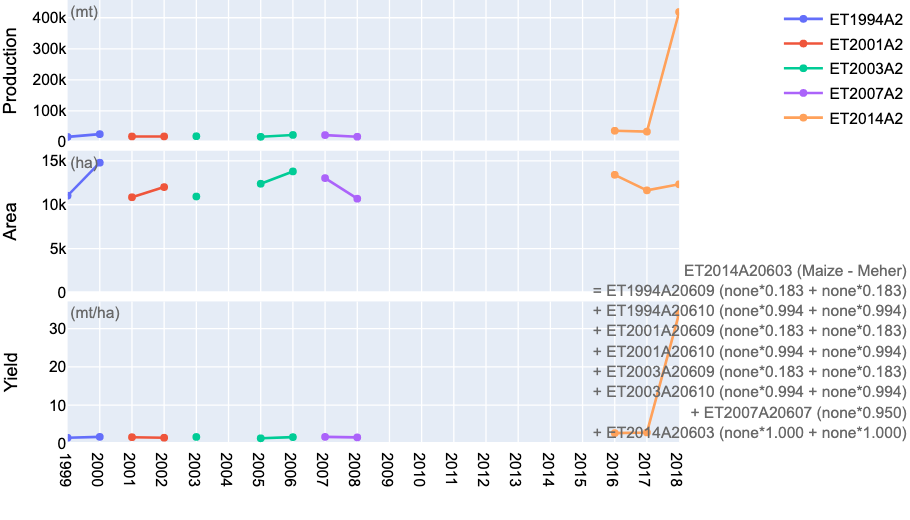 (mt)
400k
300k
200k
100k
0
Production
ET1994A2
ET2001A2
ET2003A2
ET2007A2
ET2014A2
(ha)
15k
10k
5k
0
Area
(mt/ha)
30
20
10
0
Yield
ET2014A20603 (Maize - Meher)
= ET1994A20609 (none*0.183 + none*0.183)
+ ET1994A20610 (none*0.994 + none*0.994)
+ ET2001A20609 (none*0.183 + none*0.183)
+ ET2001A20610 (none*0.994 + none*0.994)
+ ET2003A20609 (none*0.183 + none*0.183)
+ ET2003A20610 (none*0.994 + none*0.994)
+ ET2007A20607 (none*0.950)
+ ET2014A20603 (none*1.000 + none*1.000)
1999
2000
2001
2002
2003
2004
2005
2006
2007
2008
2009
2010
2011
2012
2013
2014
2015
2016
2017
2018